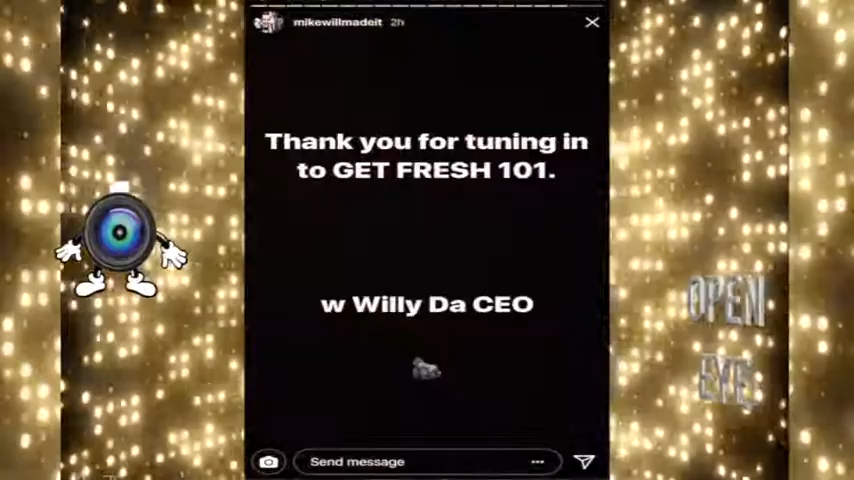 mikewillmadeit 2h
Thank you for tuning in
to GET FRESH 101.
w Willy Da CEO
OPEN
EYE
Send message